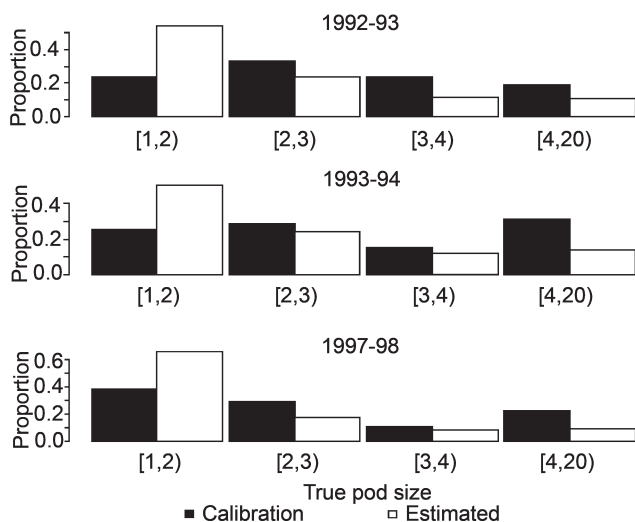 1992-93
Proportion
0.4
0.2
0.0
[1,2) [2,3) [3,4) [4,20)
1993-94
Proportion
0.4
0.2
0.0
[1,2) [2,3) [3,4) [4,20)
1997-98
Proportion
0.6
0.4
0.2
0.0
[1,2) [2,3) [3,4) [4,20)
True pod size
Calibration Estimated